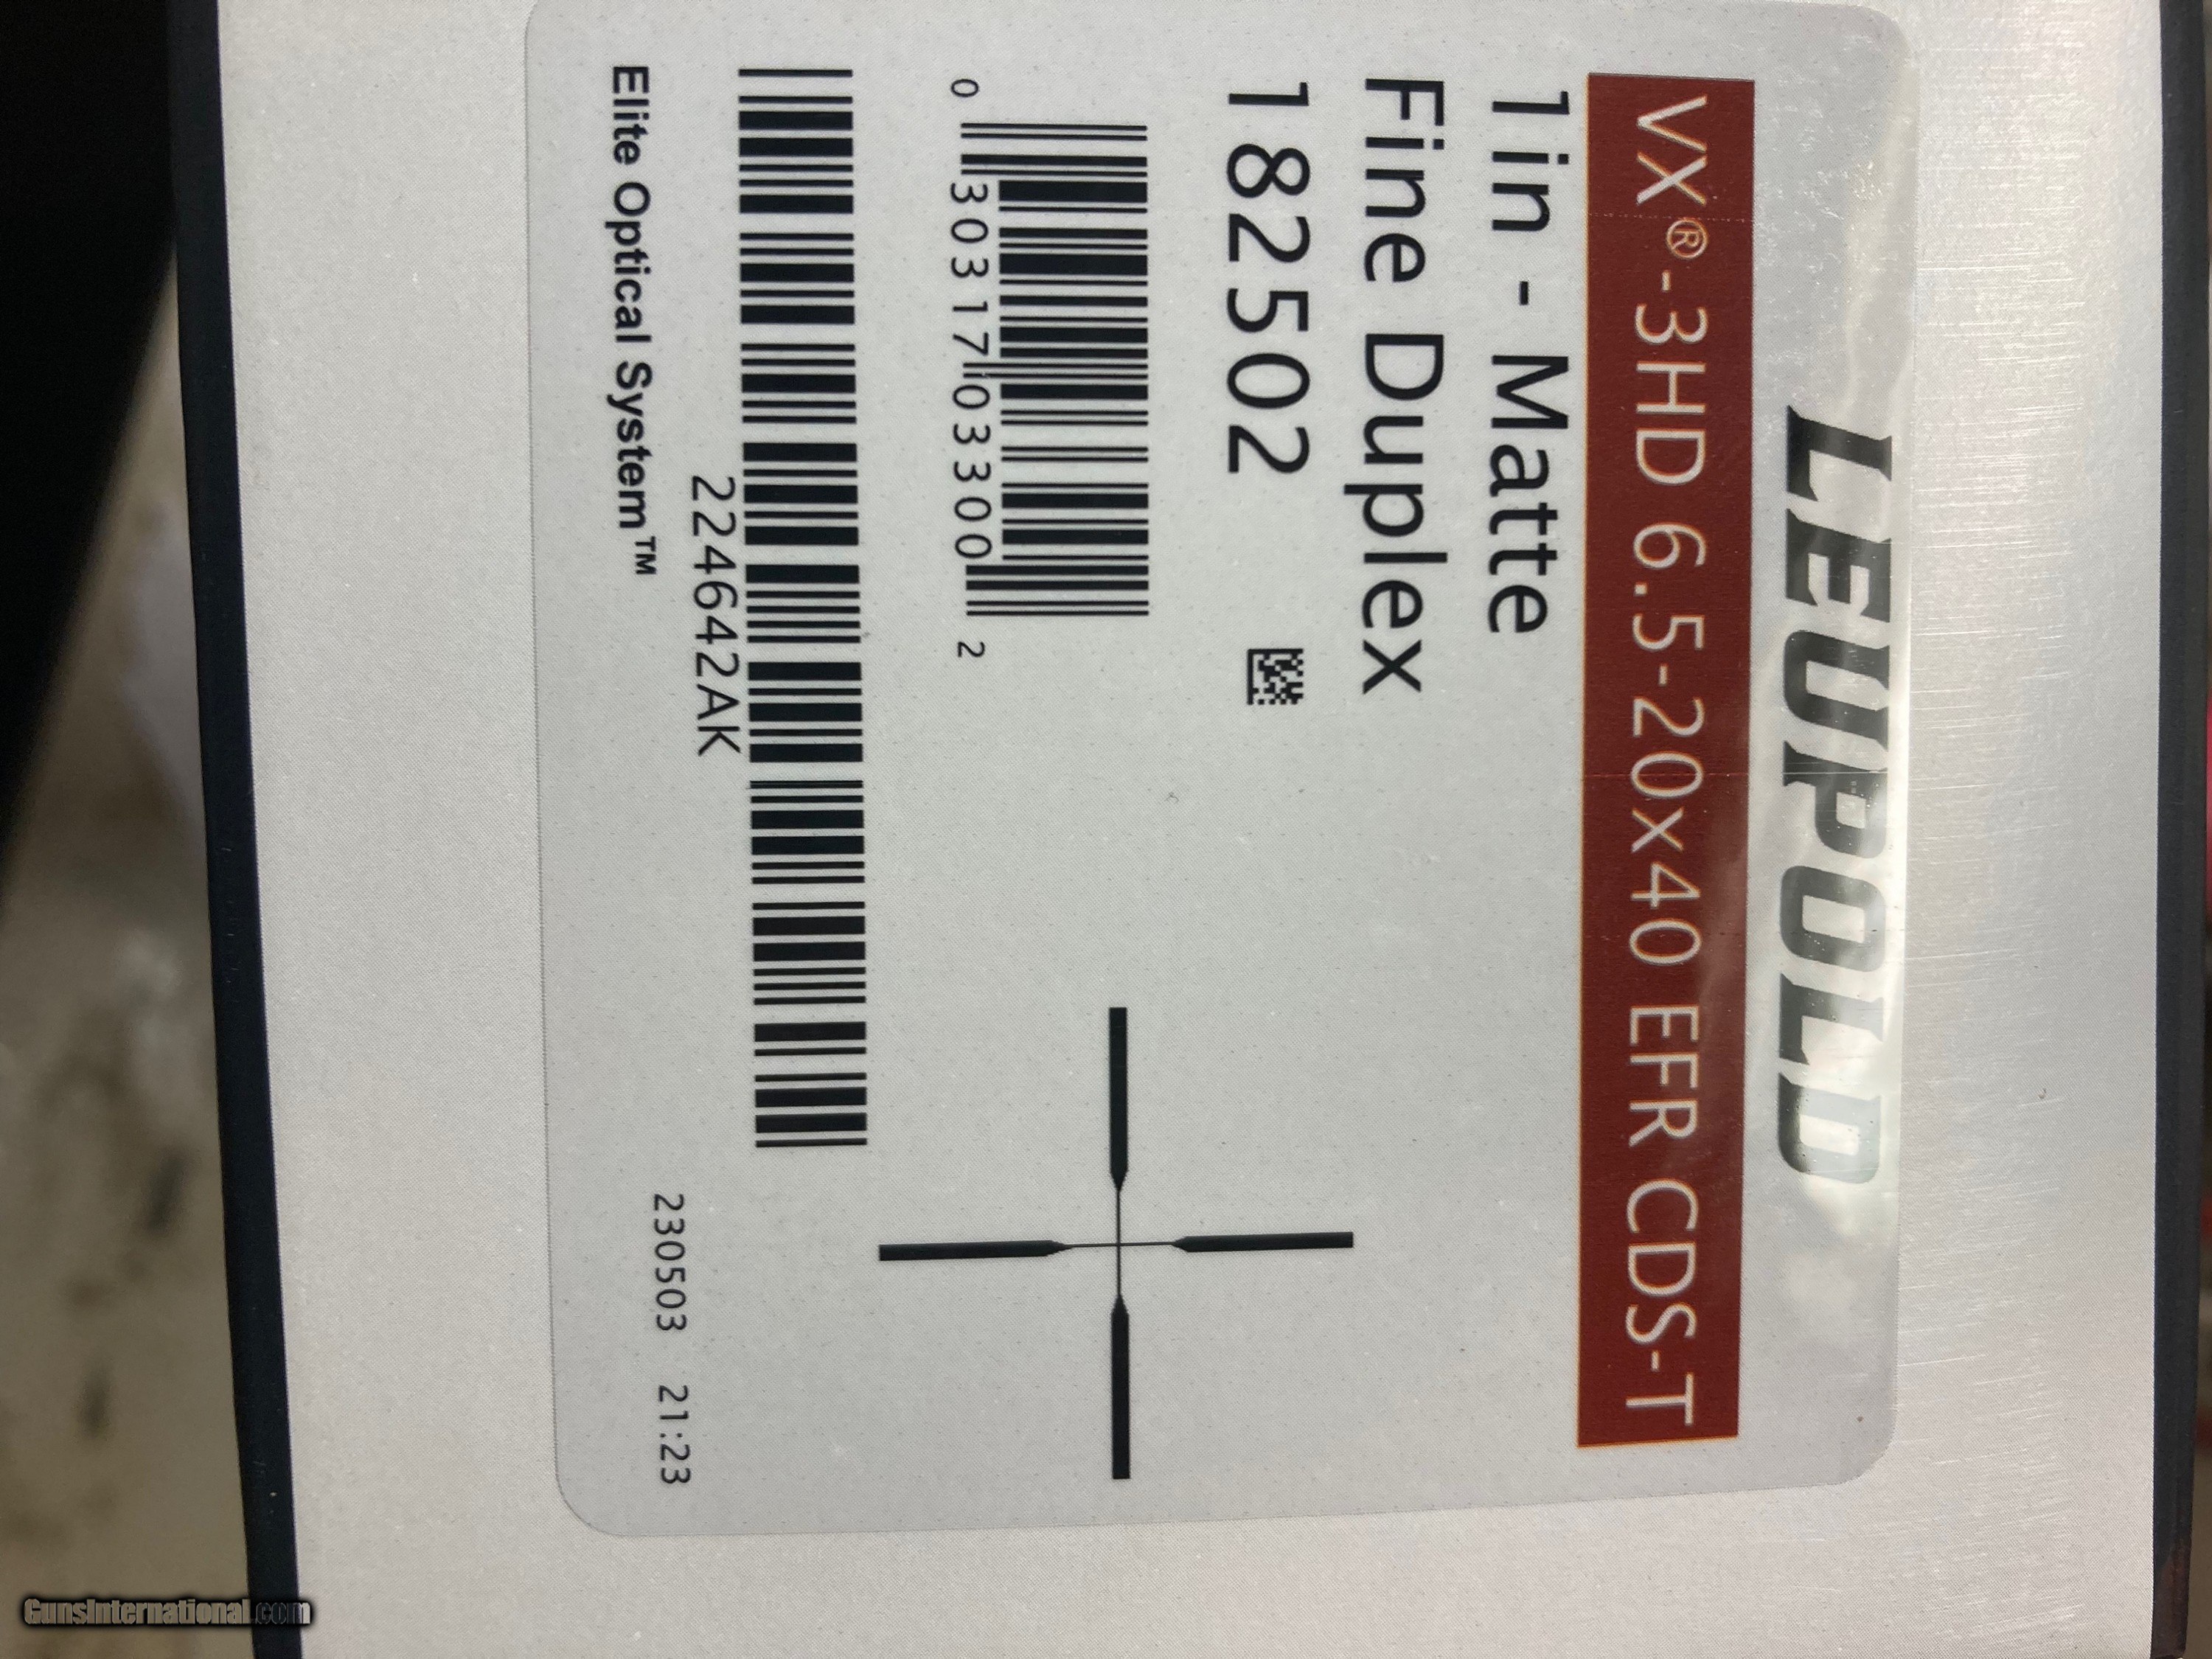 LEUPOLD
VX®-3HD 6.5-20x40 EFR CDS-T
1in - Matte
Fine Duplex
182502
0 30317 03300 2
224642AK
230503 21:23
Elite Optical System™
GunsInternational.com